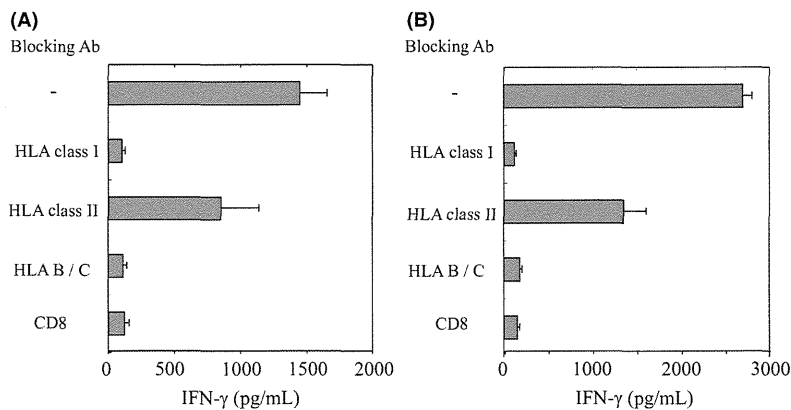 (A)
Blocking Ab
-
HLA class I
HLA class II
HLA B / C
CD8
0 500 1000 1500 2000
IFN-γ (pg/mL)
(B)
Blocking Ab
-
HLA class I
HLA class II
HLA B / C
CD8
0 1000 2000 3000
IFN-γ (pg/mL)